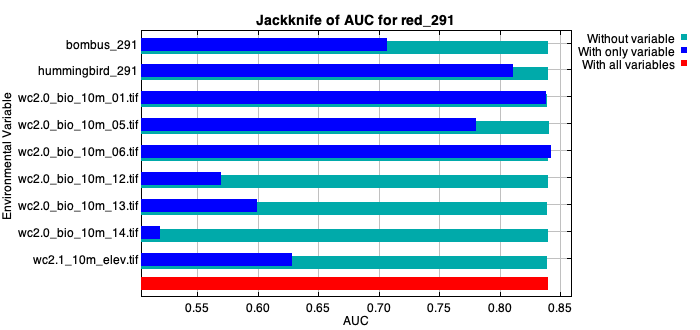 Jackknife of AUC for red_291
Without variable
With only variable
With all variables
Environmental Variable
bombus_291
hummingbird_291
wc2.0_bio_10m_01.tif
wc2.0_bio_10m_05.tif
wc2.0_bio_10m_06.tif
wc2.0_bio_10m_12.tif
wc2.0_bio_10m_13.tif
wc2.0_bio_10m_14.tif
wc2.1_10m_elev.tif
0.55 0.60 0.65 0.70 0.75 0.80 0.85
AUC